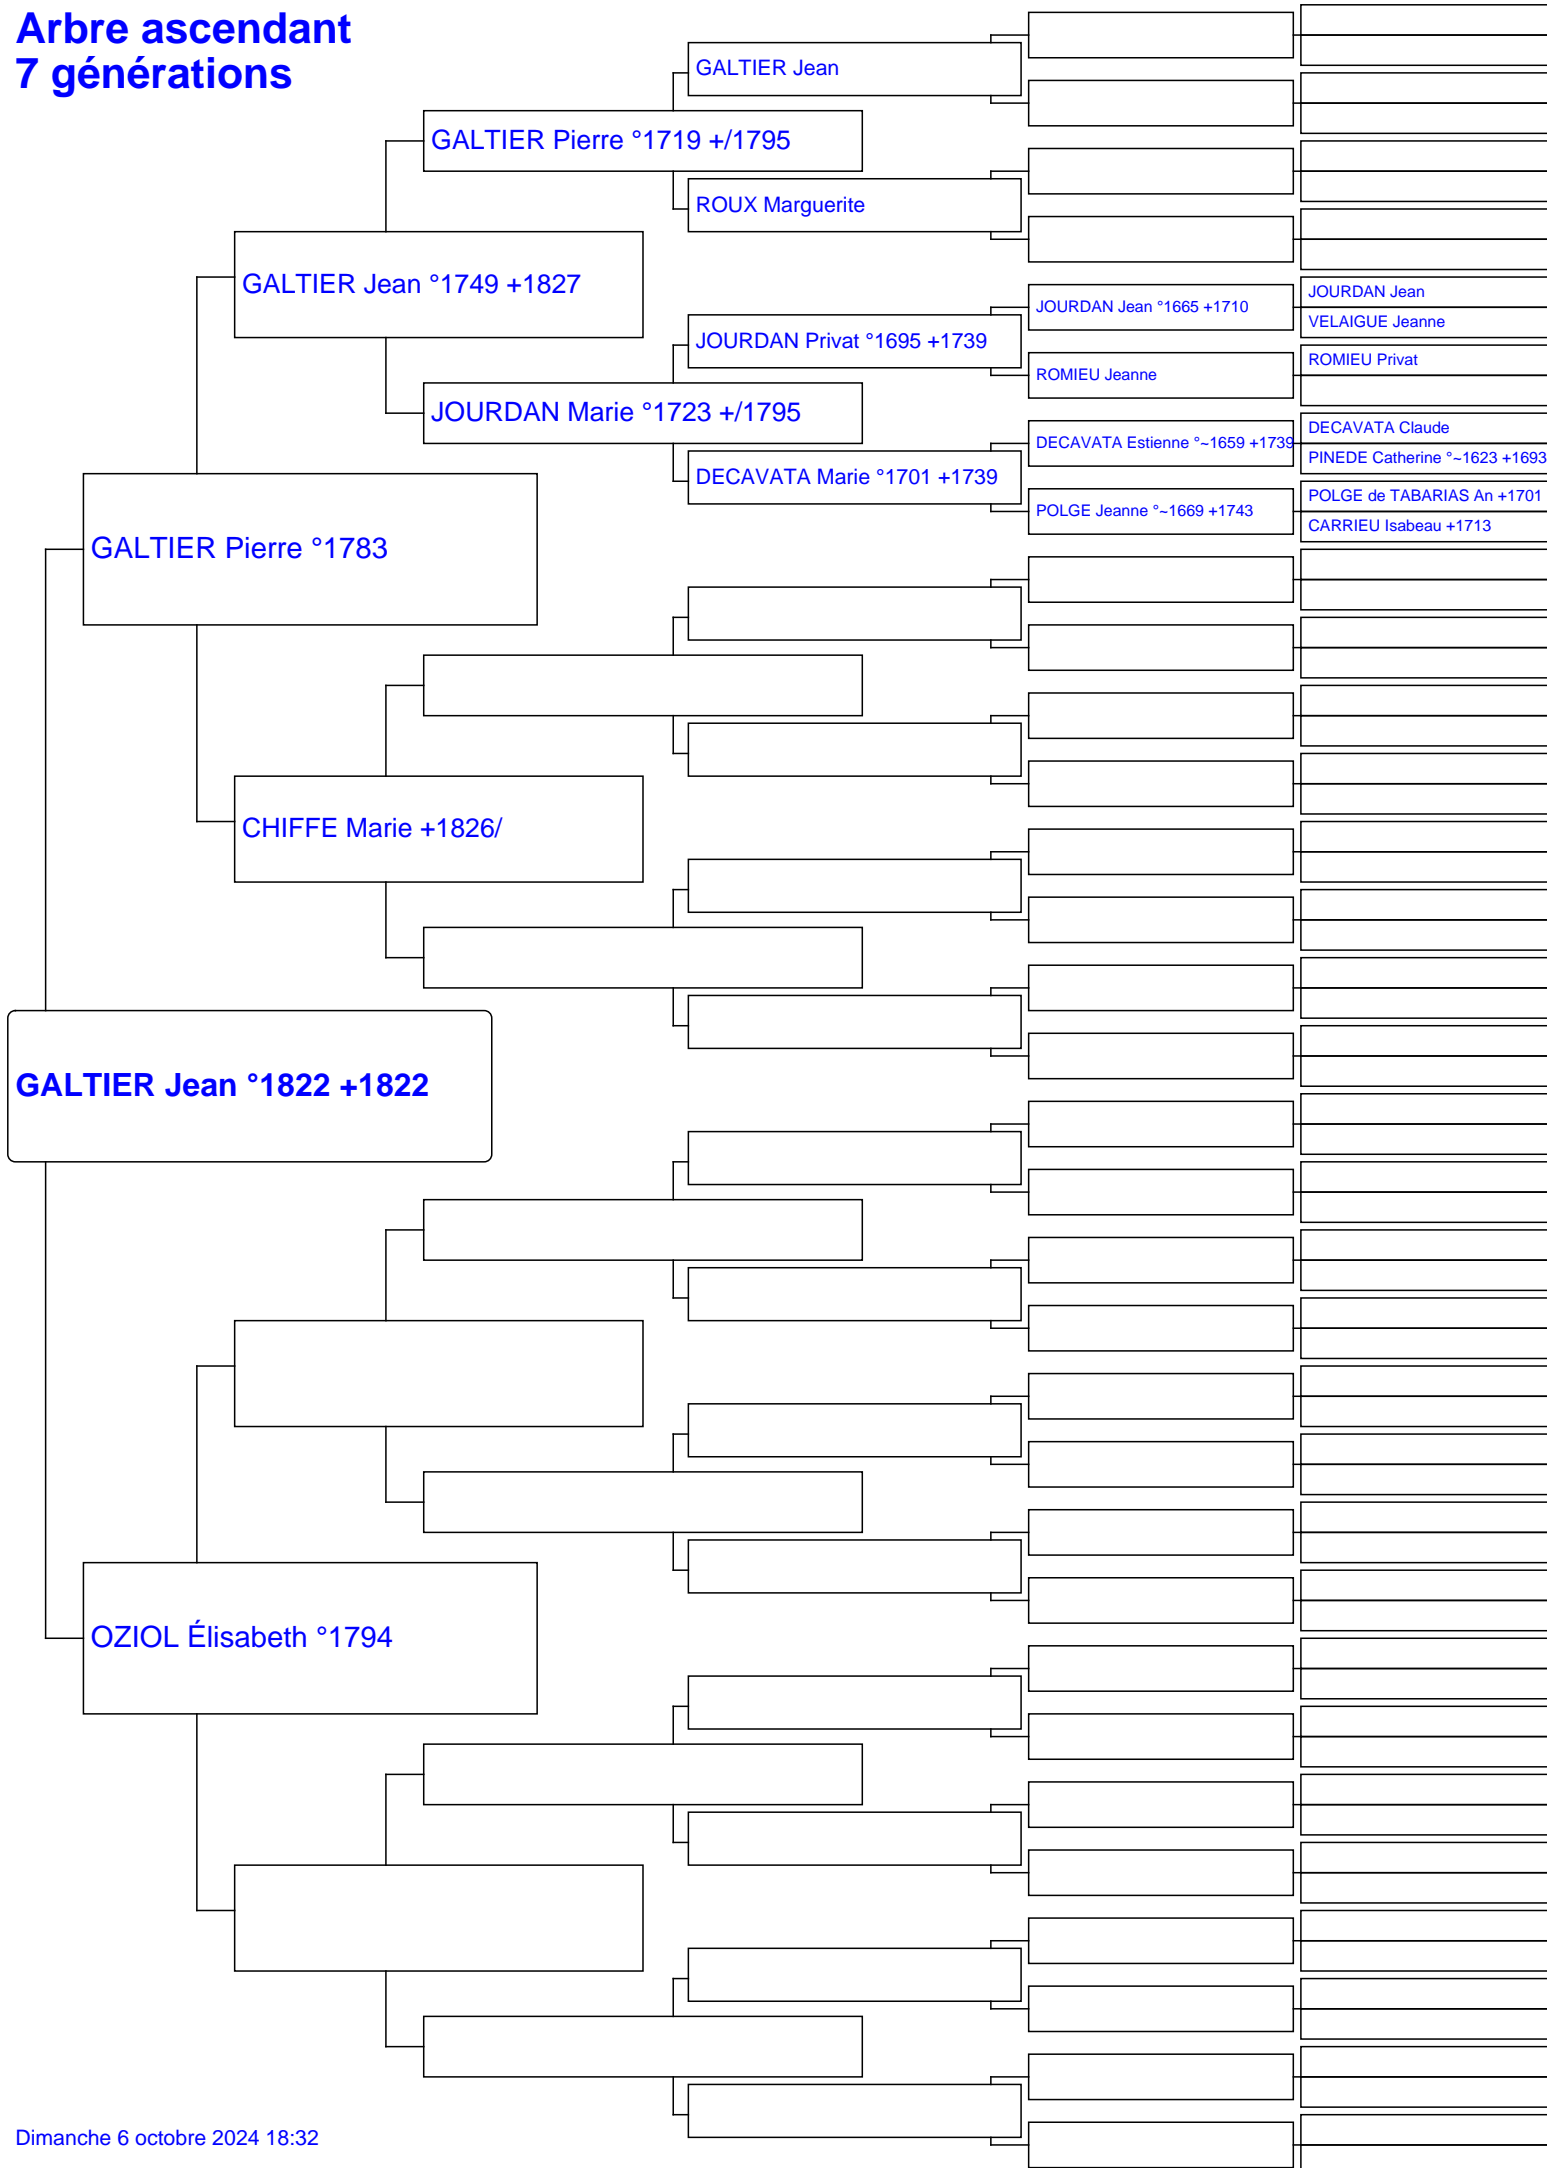 Arbre ascendant
7 générations
GALTIER Jean
GALTIER Pierre °1719 +/1795
ROUX Marguerite
GALTIER Jean °1749 +1827
JOURDAN Jean
JOURDAN Jean °1665 +1710
VELAIGUE Jeanne
JOURDAN Privat °1695 +1739
ROMIEU Privat
ROMIEU Jeanne
JOURDAN Marie °1723 +/1795
DECAVATA Claude
DECAVATA Estienne °~1659 +1739
PINEDE Catherine °~1623 +1693
DECAVATA Marie °1701 +1739
POLGE de TABARIAS An +1701
POLGE Jeanne °~1669 +1743
CARRIEU Isabeau +1713
GALTIER Pierre °1783
CHIFFE Marie +1826/
GALTIER Jean °1822 +1822
OZIOL Élisabeth °1794
Dimanche 6 octobre 2024 18:32